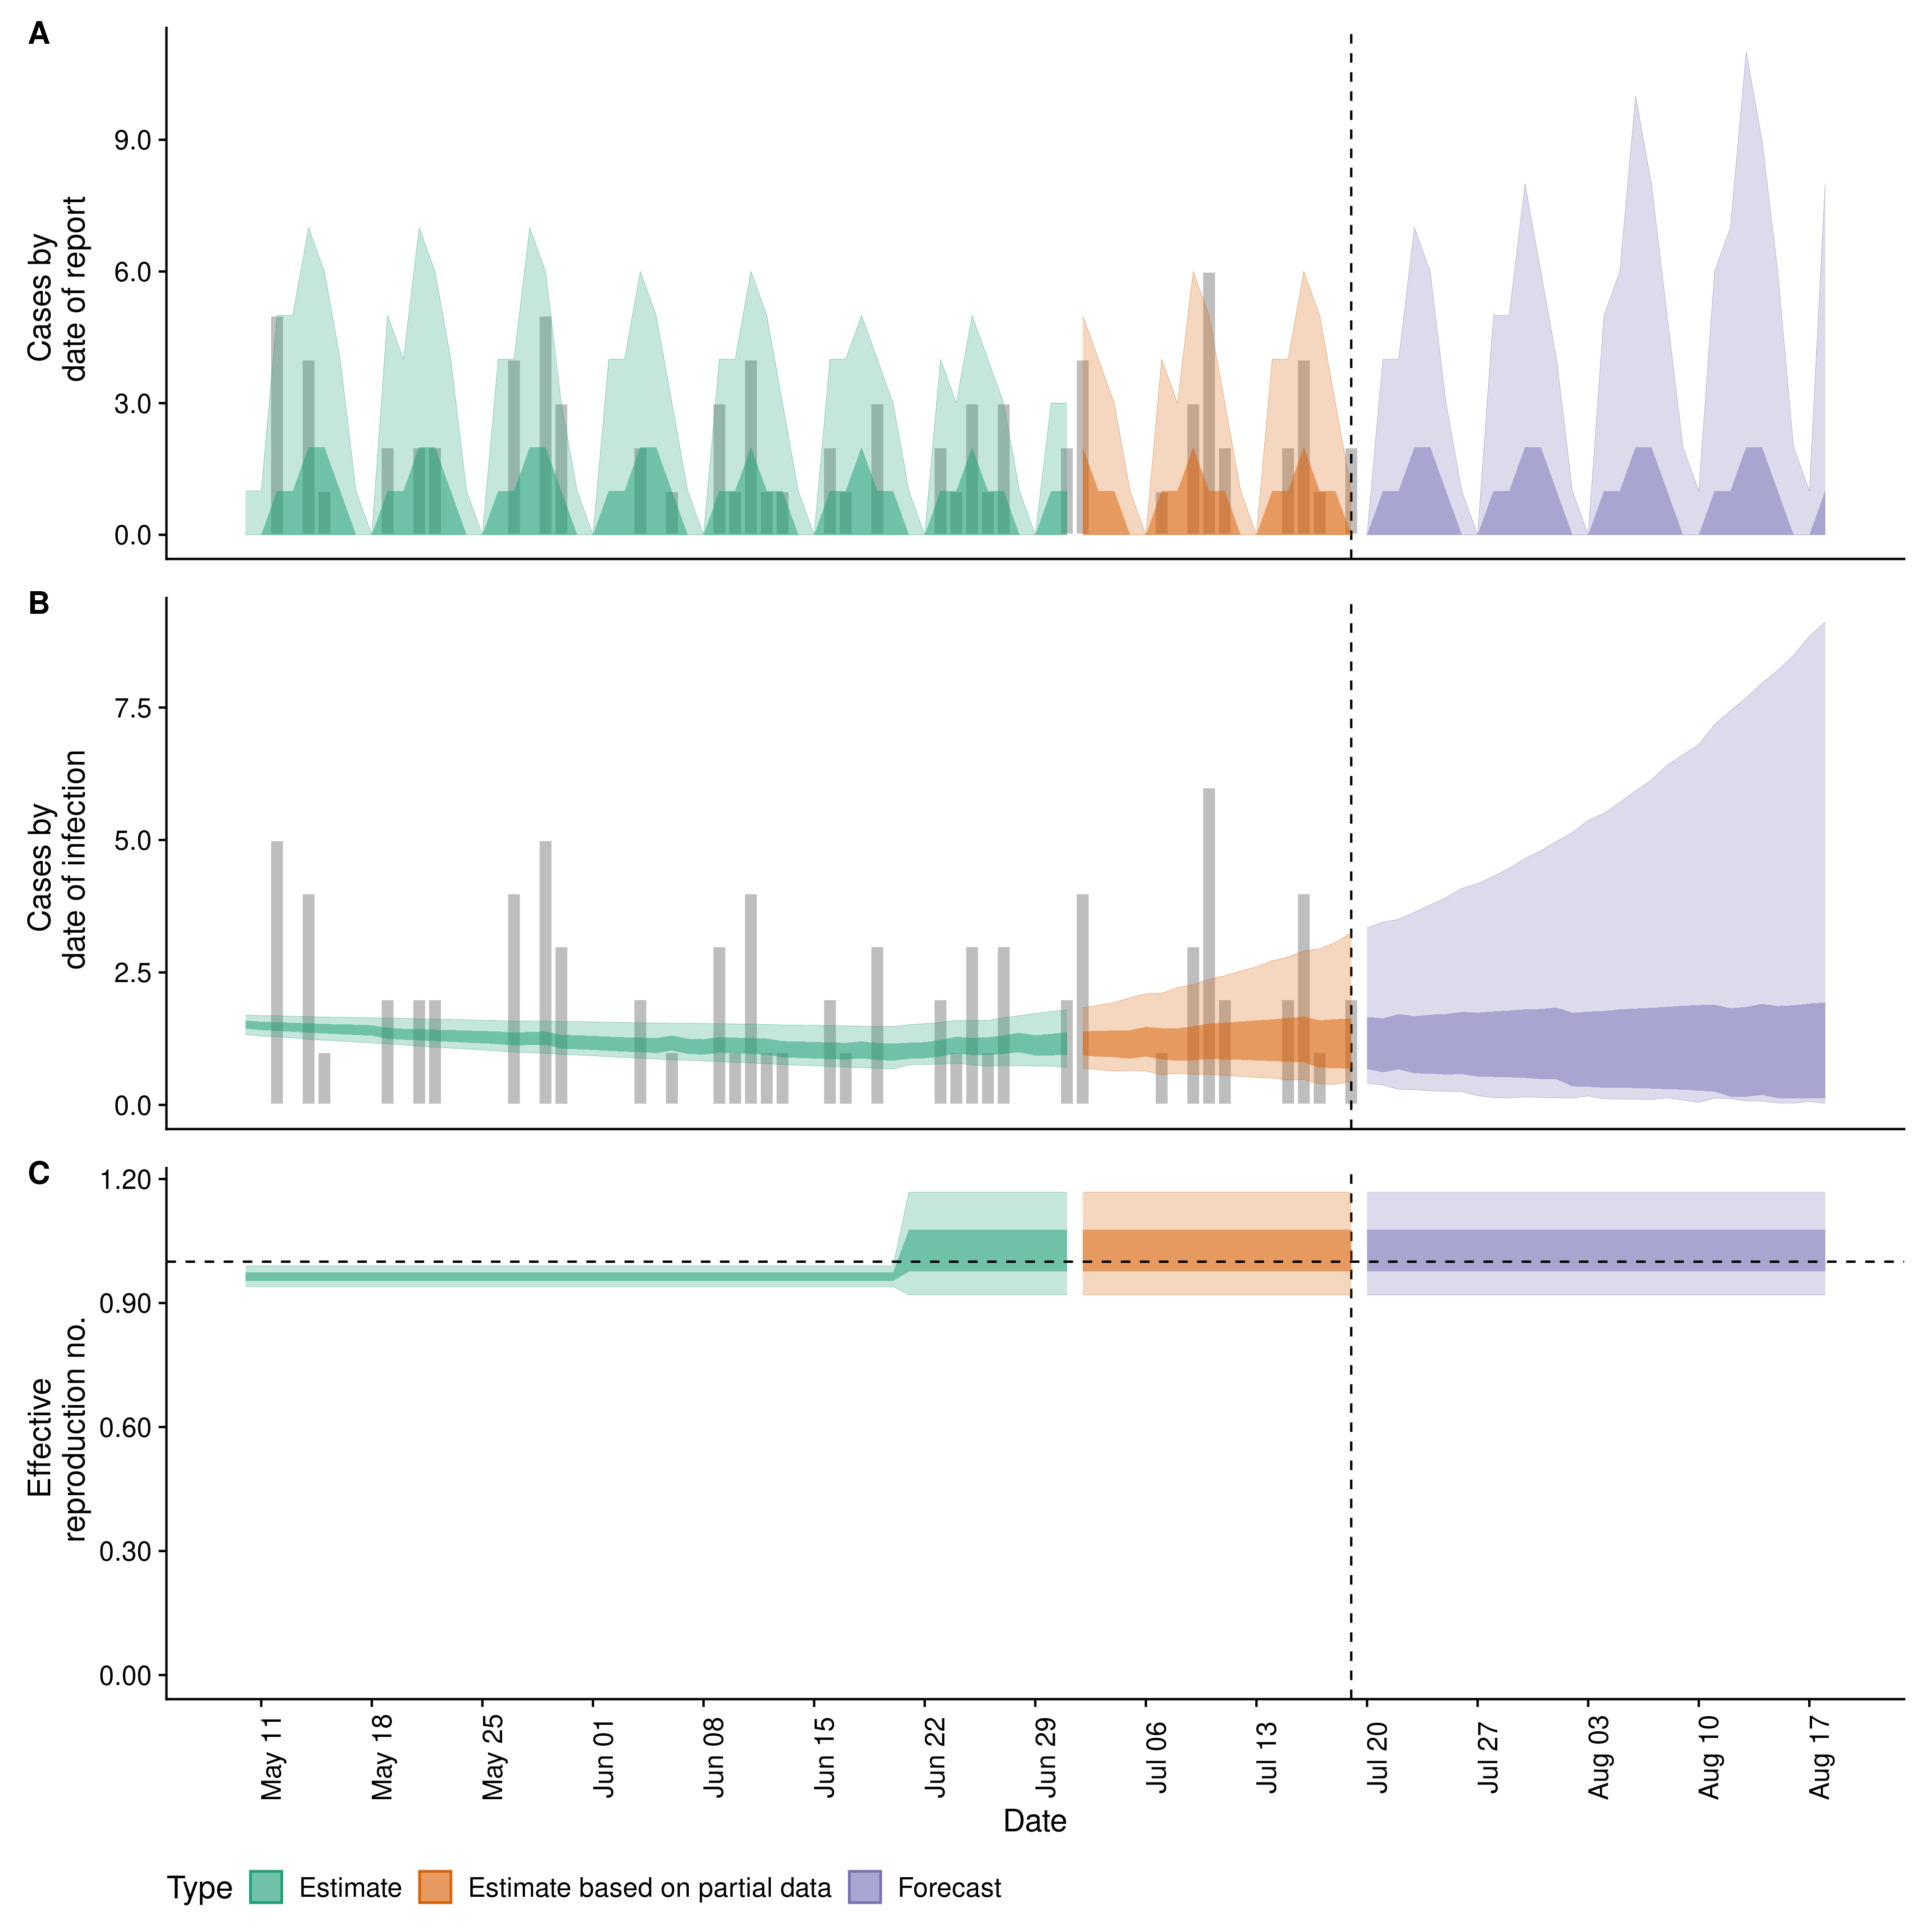 A
Cases by
date of report
9.0
6.0
3.0
0.0
B
Cases by
date of infection
7.5
5.0
2.5
0.0
C
Effective
reproduction no.
1.20
0.90
0.60
0.30
0.00
May 11
May 18
May 25
Jun 01
Jun 08
Jun 15
Jun 22
Jun 29
Jul 06
Jul 13
Jul 20
Jul 27
Aug 03
Aug 10
Aug 17
Date
Type Estimate Estimate based on partial data Forecast